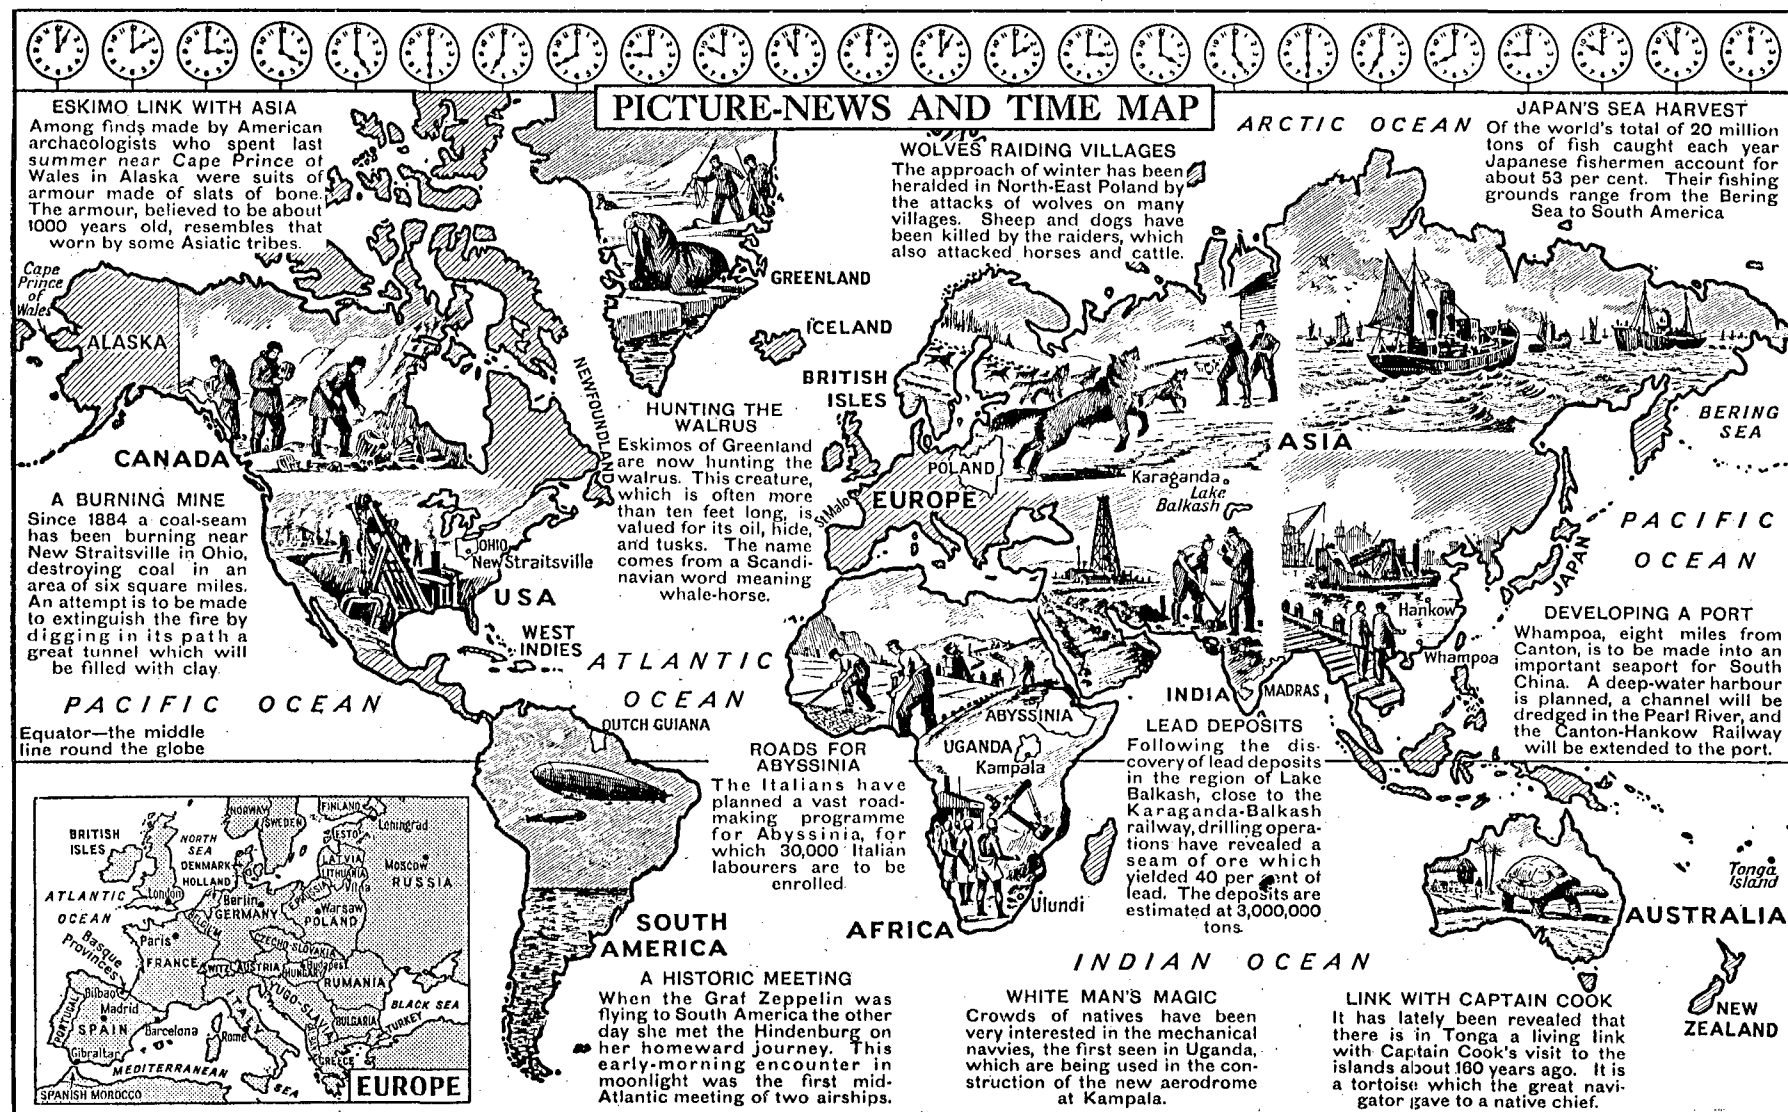 PICTURE-NEWS AND TIME MAP
ESKIMO LINK WITH ASIA
Among finds made by American
archaeologists who spent last
summer near Cape Prince of
Wales in Alaska were suits of
armour made of slats of bone.
The armour, believed to be about
1000 years old, resembles that
worn by some Asiatic tribes.
WOLVES RAIDING VILLAGES
The approach of winter has been
heralded in North-East Poland by
the attacks of wolves on many
villages. Sheep and dogs have
been killed by the raiders, which
also attacked horses and cattle.
ARCTIC OCEAN
JAPAN'S SEA HARVEST
Of the world's total of 20 million
tons of fish caught each year
Japanese fishermen account for
about 53 per cent. Their fishing
grounds range from the Bering
Sea to South America
Cape
Prince
of
Wales
ALASKA
GREENLAND
ICELAND
BRITISH
ISLES
NEWFOUNDLAND
CANADA
HUNTING THE
WALRUS
Eskimos of Greenland
are now hunting the
walrus. This creature,
which is often more
than ten feet long, is
valued for its oil, hide,
and tusks. The name
comes from a Scandi-
navian word meaning
whale-horse.
POLAND
EUROPE
St Malo
ASIA
Karaganda
Lake
Balkash
BERING
SEA
PACIFIC
OCEAN
JAPAN
A BURNING MINE
Since 1884 a coal-seam
has been burning near
New Straitsville in Ohio,
destroying coal in an
area of six square miles.
An attempt is to be made
to extinguish the fire by
digging in its path a
great tunnel which will
be filled with clay
OHIO
New Straitsville
USA
WEST
INDIES
ATLANTIC
OCEAN
Hankow
Whampoa
INDIA
MADRAS
DEVELOPING A PORT
Whampoa, eight miles from
Canton, is to be made into an
important seaport for South
China. A deep-water harbour
is planned, a channel will be
dredged in the Pearl River, and
the Canton-Hankow Railway
will be extended to the port.
PACIFIC OCEAN
Equator—the middle
line round the globe
DUTCH GUIANA
ABYSSINIA
UGANDA
Kampala
ROADS FOR
ABYSSINIA
The Italians have
planned a vast road-
making programme
for Abyssinia, for
which 30,000 Italian
labourers are to be
enrolled.
LEAD DEPOSITS
Following the dis-
covery of lead deposits
in the region of Lake
Balkash, close to the
Karaganda-Balkash
railway, drilling opera-
tions have revealed a
seam of ore which
yielded 40 per cent of
lead. The deposits are
estimated at 3,000,000
tons.
SOUTH
AMERICA
AFRICA
Ulundi
Tonga
Island
AUSTRALIA
INDIAN OCEAN
NEW
ZEALAND
A HISTORIC MEETING
When the Graf Zeppelin was
flying to South America the other
day she met the Hindenburg on
her homeward journey. This
early-morning encounter in
moonlight was the first mid-
Atlantic meeting of two airships.
WHITE MAN'S MAGIC
Crowds of natives have been
very interested in the mechanical
navvies, the first seen in Uganda,
which are being used in the con-
struction of the new aerodrome
at Kampala.
LINK WITH CAPTAIN COOK
It has lately been revealed that
there is in Tonga a living link
with Captain Cook's visit to the
islands about 160 years ago. It is
a tortoise which the great navi-
gator gave to a native chief.
BRITISH
ISLES
NORTH
SEA
NORWAY
SWEDEN
FINLAND
Leningrad
ESTO
LATVIA
LITHUANIA
Vilna
Moscow
RUSSIA
DENMARK
HOLLAND
ATLANTIC
OCEAN
London
Berlin
GERMANY
Warsaw
POLAND
BELGIUM
Paris
Basque
Provinces
FRANCE
CZECHO SLOVAKIA
SWITZ
AUSTRIA
Budapest
HUNGARY
RUMANIA
YUGO-SLAVIA
BLACK SEA
BULGARIA
TURKEY
ITALY
Bilbao
Madrid
SPAIN
PORTUGAL
Barcelona
Rome
Gibraltar
GREECE
MEDITERRANEAN
SEA
SPANISH MOROCCO
EUROPE